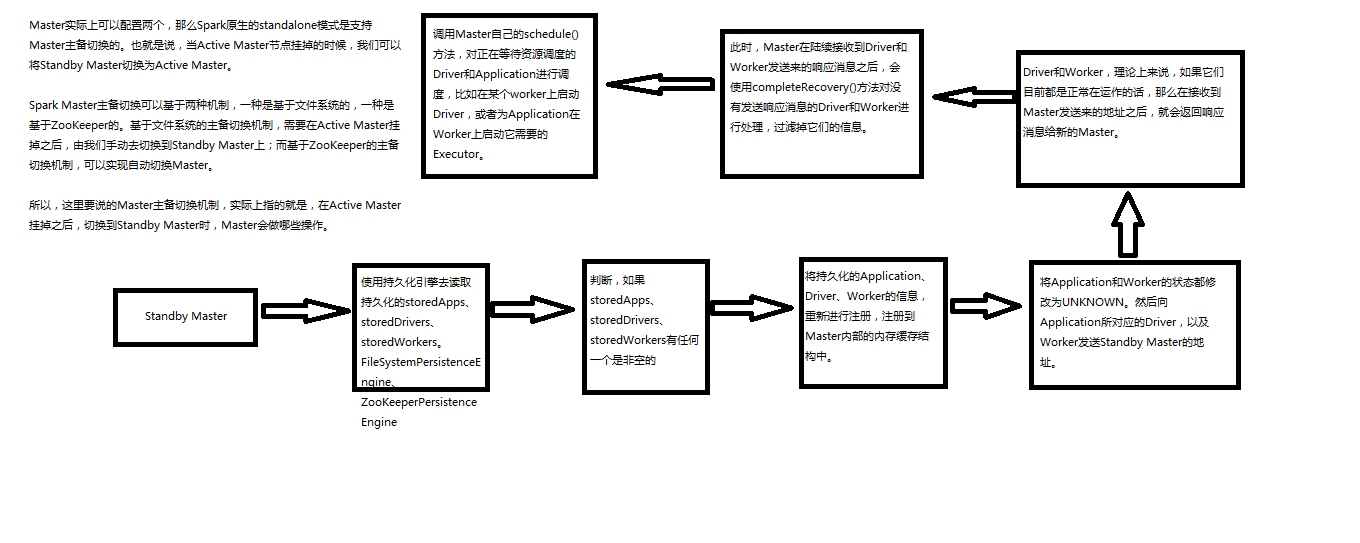 Master实际上可以配置两个，那么Spark原生的standalone模式是支持
Master主备切换的。也就是说，当Active Master节点挂掉的时候，我们可以
将Standby Master切换为Active Master。
Spark Master主备切换可以基于两种机制，一种是基于文件系统的，一种是
基于ZooKeeper的。基于文件系统的主备切换机制，需要在Active Master挂
掉之后，由我们手动去切换到Standby Master上；而基于ZooKeeper的主备
切换机制，可以实现自动切换Master。
所以，这里要说的Master主备切换机制，实际上指的就是，在Active Master
挂掉之后，切换到Standby Master时，Master会做哪些操作。
Standby Master
使用持久化引擎去读取
持久化的storedApps、
storedDrivers、
storedWorkers。
FileSystemPersistenceE
ngine、
ZooKeeperPersistence
Engine
判断，如果
storedApps、
storedDrivers、
storedWorkers有任何
一个是非空的
将持久化的Application、
Driver、Worker的信息，
重新进行注册，注册到
Master内部的内存缓存结
构中。
将Application和Worker的状态都修
改为UNKNOWN。然后向
Application所对应的Driver，以及
Worker发送Standby Master的地
址。
Driver和Worker，理论上来说，如果它们
目前都是正常在运作的话，那么在接收到
Master发送来的地址之后，就会返回响应
消息给新的Master。
此时，Master在陆续接收到Driver和
Worker发送来的响应消息之后，会
使用completeRecovery()方法对没
有发送响应消息的Driver和Worker进
行处理，过滤掉它们的信息。
调用Master自己的schedule()
方法，对正在等待资源调度的
Driver和Application进行调
度，比如在某个worker上启动
Driver，或者为Application在
Worker上启动它需要的
Executor。